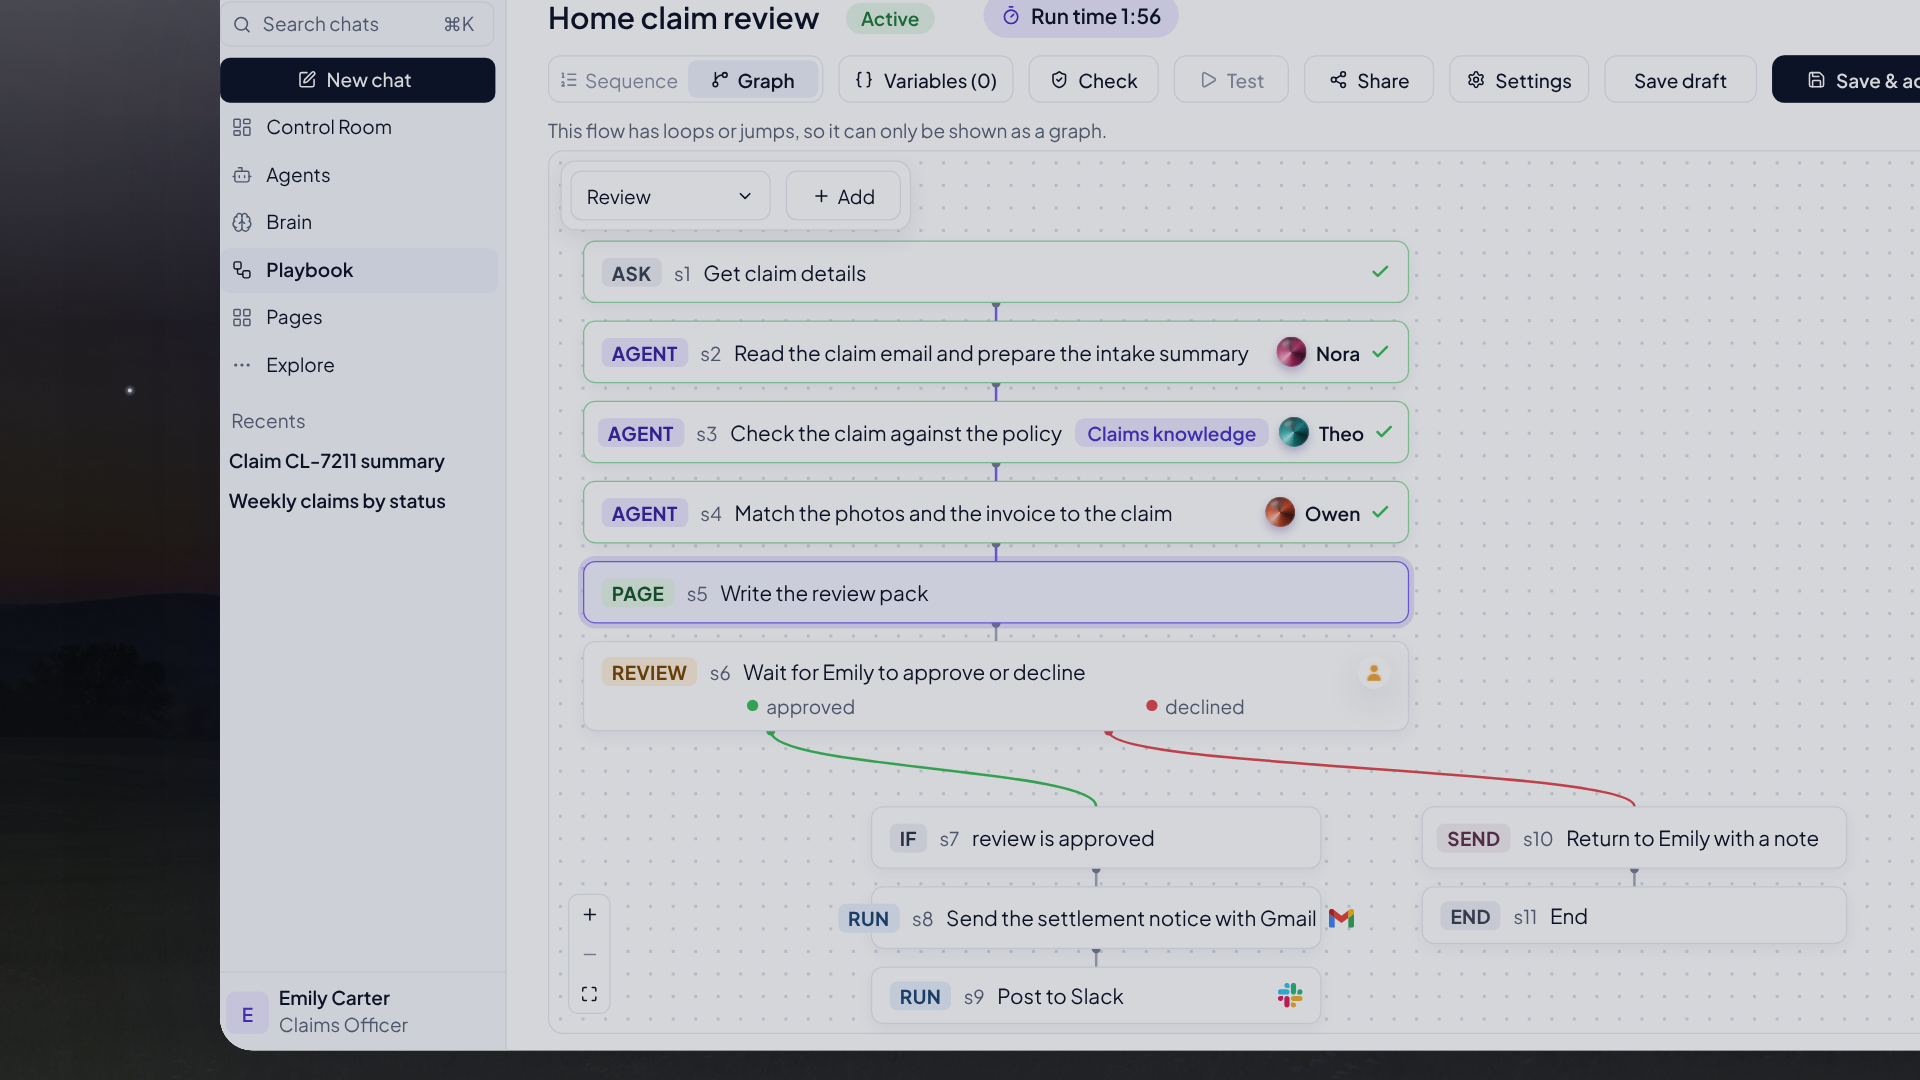 Search chats ⌘K
New chat
Control Room
Agents
Brain
Playbook
Pages
Explore
Recents
Claim CL-7211 summary
Weekly claims by status
E
Emily Carter
Claims Officer
Home claim review Active Run time 1:56
Sequence Graph {} Variables (0) Check Test Share Settings Save draft Save &
This flow has loops or jumps, so it can only be shown as a graph.
Review + Add
ASK s1 Get claim details
AGENT s2 Read the claim email and prepare the intake summary Nora
AGENT s3 Check the claim against the policy Claims knowledge Theo
AGENT s4 Match the photos and the invoice to the claim Owen
PAGE s5 Write the review pack
REVIEW s6 Wait for Emily to approve or decline
approved declined
IF s7 review is approved
SEND s10 Return to Emily with a note
RUN s8 Send the settlement notice with Gmail
END s11 End
RUN s9 Post to Slack